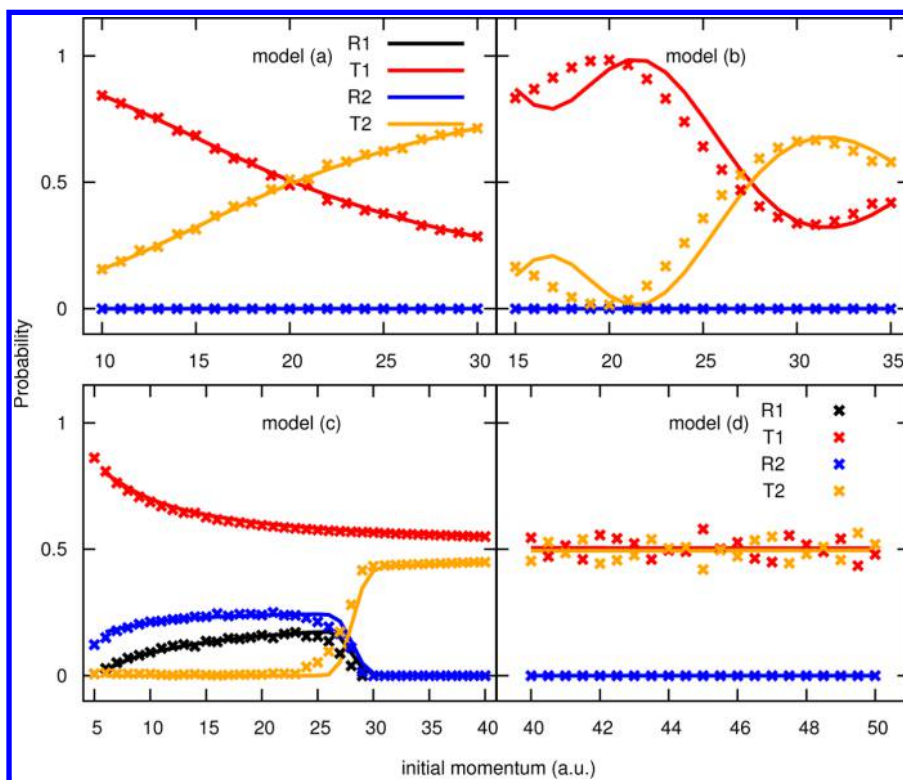 model (a)
R1
T1
R2
T2
model (b)
1
0.5
0
10 15 20 25 30
15 20 25 30 35
Probability
model (c)
model (d)
R1
T1
R2
T2
1
0.5
0
5 10 15 20 25 30 35 40
40 42 44 46 48 50
initial momentum (a.u.)